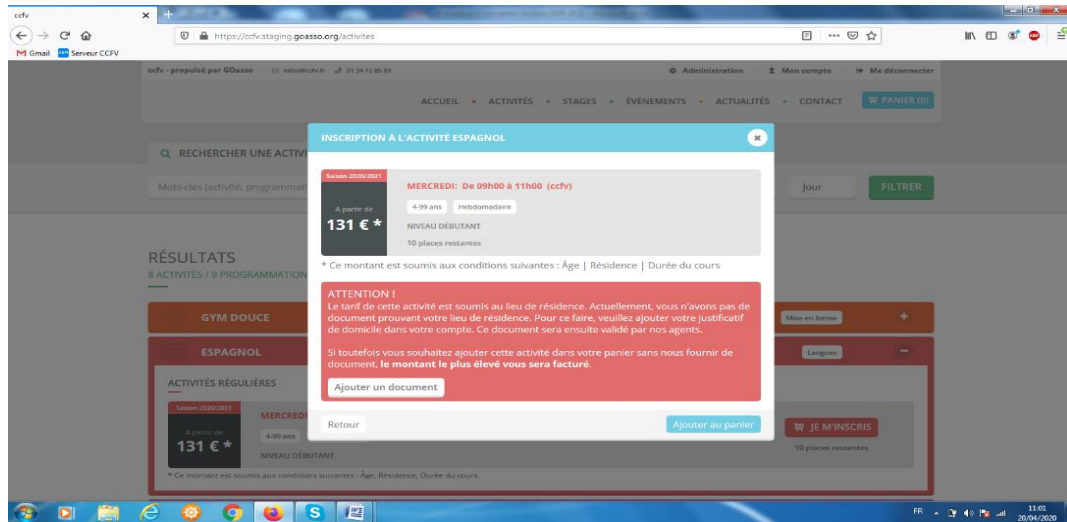 ccfv
https://ccfv.staging.goasso.org/activites
Gmail Serveur CCFV
ccfv - propulsé par GOasso
Administration Mon compte Me déconnecter
ACCUEIL ACTIVITÉS STAGES ÉVÉNEMENTS ACTUALITÉS CONTACT PANIER (0)
RECHERCHER UNE ACTIVI
Mots-clés (activité, programmati Jour FILTRER
INSCRIPTION À L'ACTIVITÉ ESPAGNOL
Saison 2020/2021
A partir de
131 € *
MERCREDI: De 09h00 à 11h00 (ccfv)
4-99 ans Hebdomadaire
NIVEAU DÉBUTANT
10 places restantes
* Ce montant est soumis aux conditions suivantes : Âge | Résidence | Durée du cours
ATTENTION !
Le tarif de cette activité est soumis au lieu de résidence. Actuellement, vous n'avons pas de
document prouvant votre lieu de résidence. Pour ce faire, veuillez ajouter votre justificatif
de domicile dans votre compte. Ce document sera ensuite validé par nos agents.
Si toutefois vous souhaitez ajouter cette activité dans votre panier sans nous fournir de
document, le montant le plus élevé vous sera facturé.
Ajouter un document
Retour Ajouter au panier
RÉSULTATS
8 ACTIVITÉS / 9 PROGRAMMATION
GYM DOUCE Mise en forme
ESPAGNOL Langues
ACTIVITÉS RÉGULIÈRES
Saison 2020/2021
A partir de
131 € *
MERCREDI
4-99 ans
NIVEAU DÉBUTANT
JE M'INSCRIS
10 places restantes
* Ce montant est soumis aux conditions suivantes : Âge, Résidence, Durée du cours
FR 11:01
20/04/2020